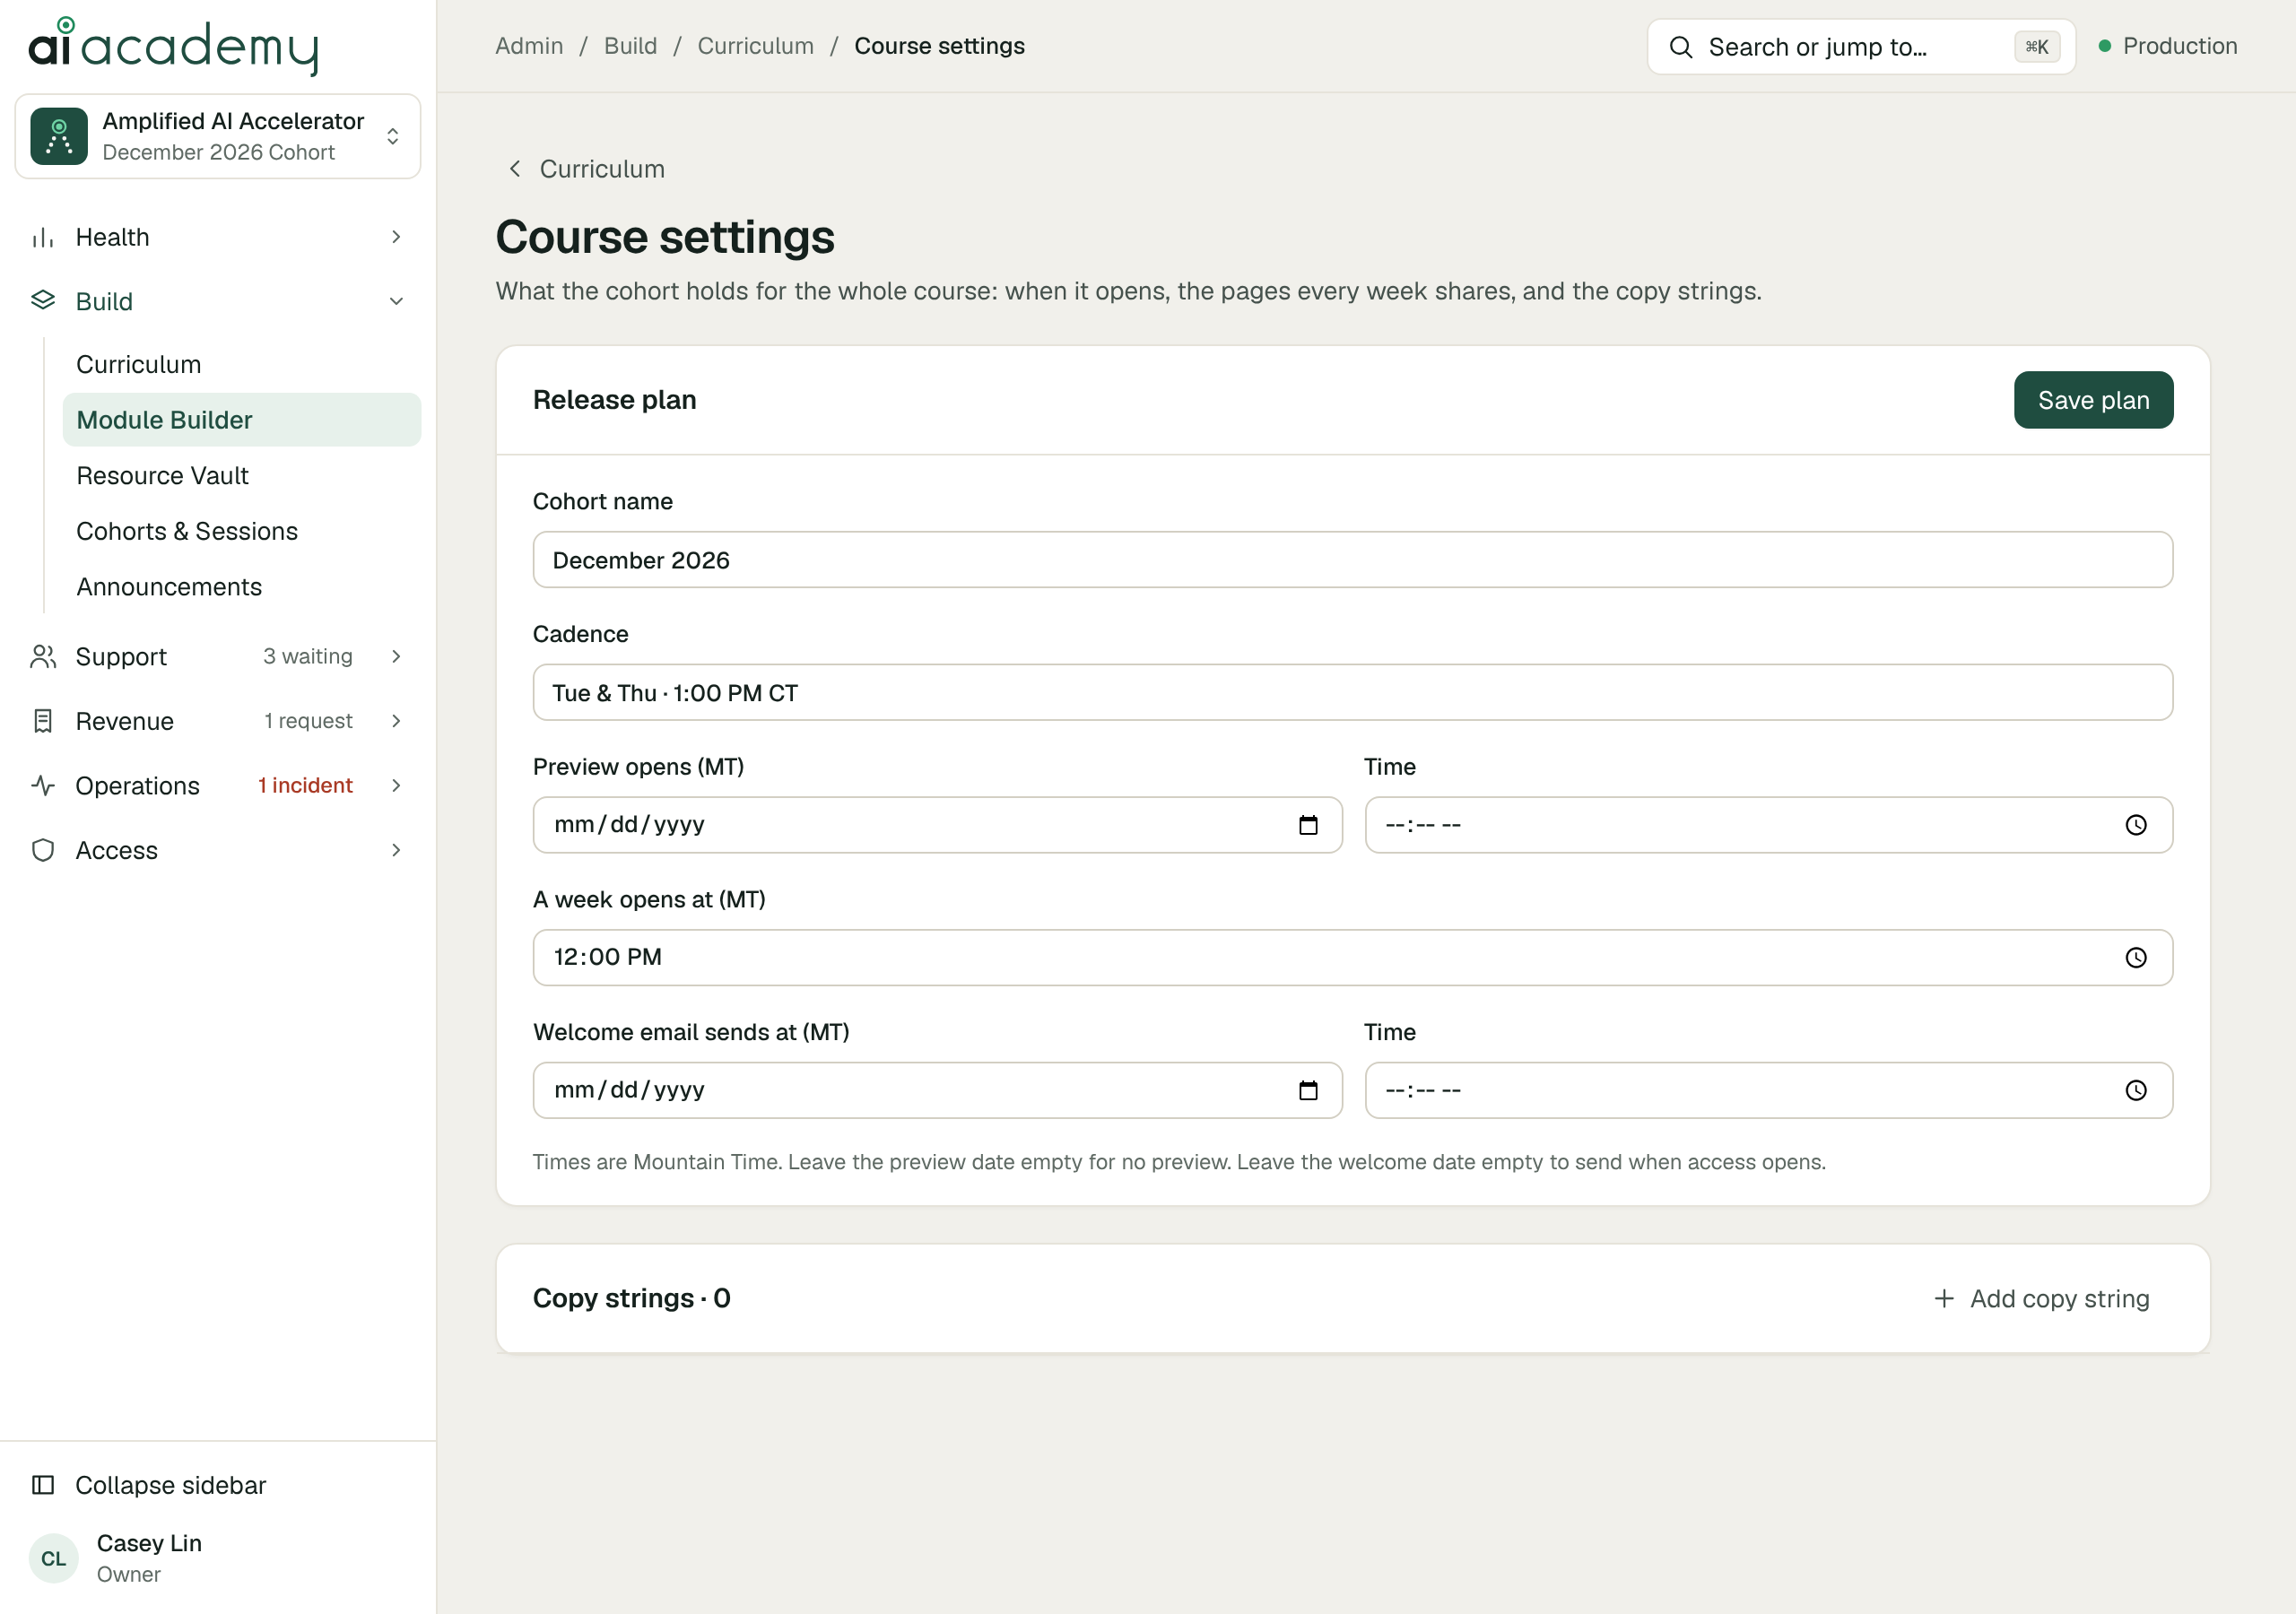 ai academy
Amplified AI Accelerator
December 2026 Cohort
Health
Build
Curriculum
Module Builder
Resource Vault
Cohorts & Sessions
Announcements
Support 3 waiting
Revenue 1 request
Operations 1 incident
Access
Collapse sidebar
CL
Casey Lin
Owner
Admin / Build / Curriculum / Course settings
Search or jump to... ⌘K
Production
Curriculum
Course settings
What the cohort holds for the whole course: when it opens, the pages every week shares, and the copy strings.
Release plan
Save plan
Cohort name
December 2026
Cadence
Tue & Thu · 1:00 PM CT
Preview opens (MT) Time
mm/dd/yyyy --:-- --
A week opens at (MT)
12:00 PM
Welcome email sends at (MT) Time
mm/dd/yyyy --:-- --
Times are Mountain Time. Leave the preview date empty for no preview. Leave the welcome date empty to send when access opens.
Copy strings · 0
+ Add copy string